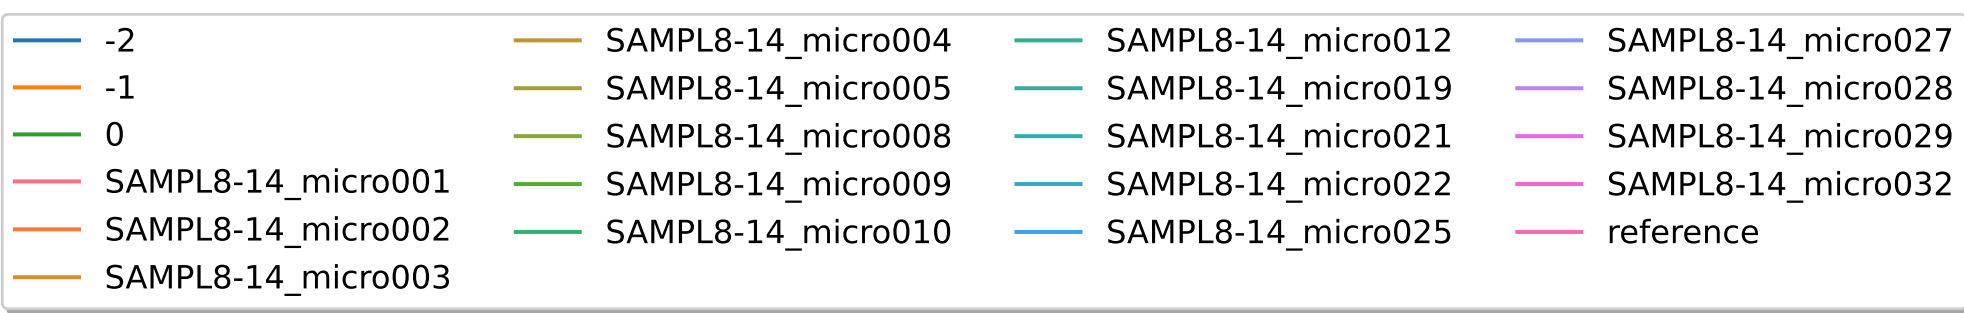 -2
-1
0
SAMPL8-14_micro001
SAMPL8-14_micro002
SAMPL8-14_micro003
SAMPL8-14_micro004
SAMPL8-14_micro005
SAMPL8-14_micro008
SAMPL8-14_micro009
SAMPL8-14_micro010
SAMPL8-14_micro012
SAMPL8-14_micro019
SAMPL8-14_micro021
SAMPL8-14_micro022
SAMPL8-14_micro025
SAMPL8-14_micro027
SAMPL8-14_micro028
SAMPL8-14_micro029
SAMPL8-14_micro032
reference